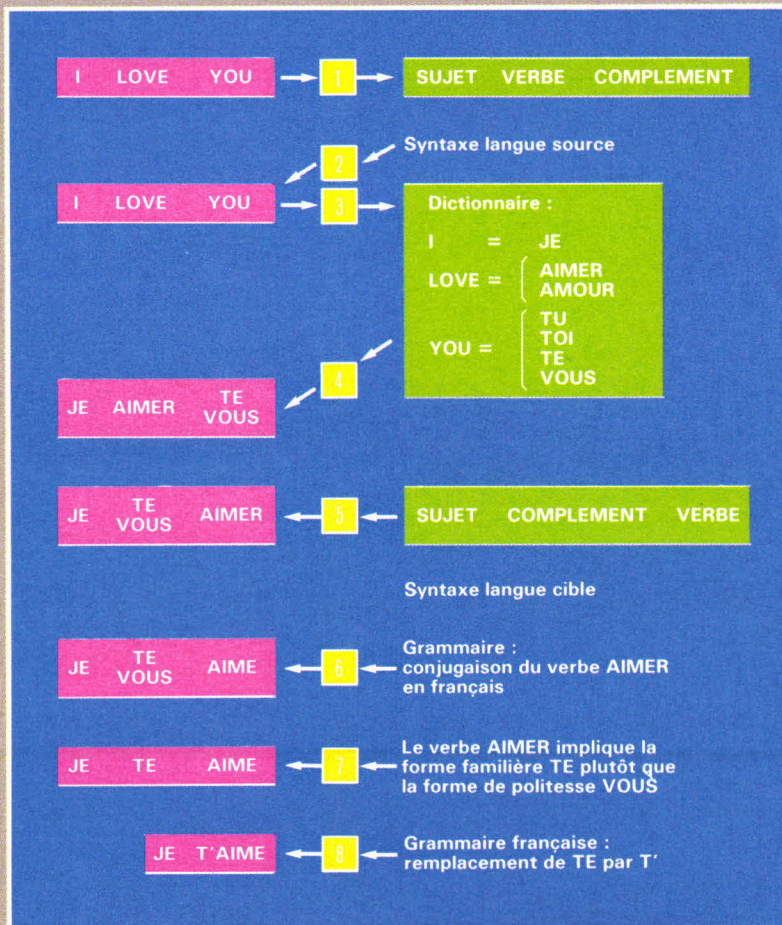 I LOVE YOU
1
SUJET VERBE COMPLEMENT
2
Syntaxe langue source
I LOVE YOU
3
Dictionnaire :
I = JE
LOVE = AIMER
AMOUR
YOU = TU
TOI
TE
VOUS
4
JE AIMER TE
VOUS
JE TE
VOUS AIMER
5
SUJET COMPLEMENT VERBE
Syntaxe langue cible
JE TE
VOUS AIME
6
Grammaire :
conjugaison du verbe AIMER
en français
JE TE AIME
7
Le verbe AIMER implique la
forme familière TE plutôt que
la forme de politesse VOUS
JE T'AIME
8
Grammaire française :
remplacement de TE par T'